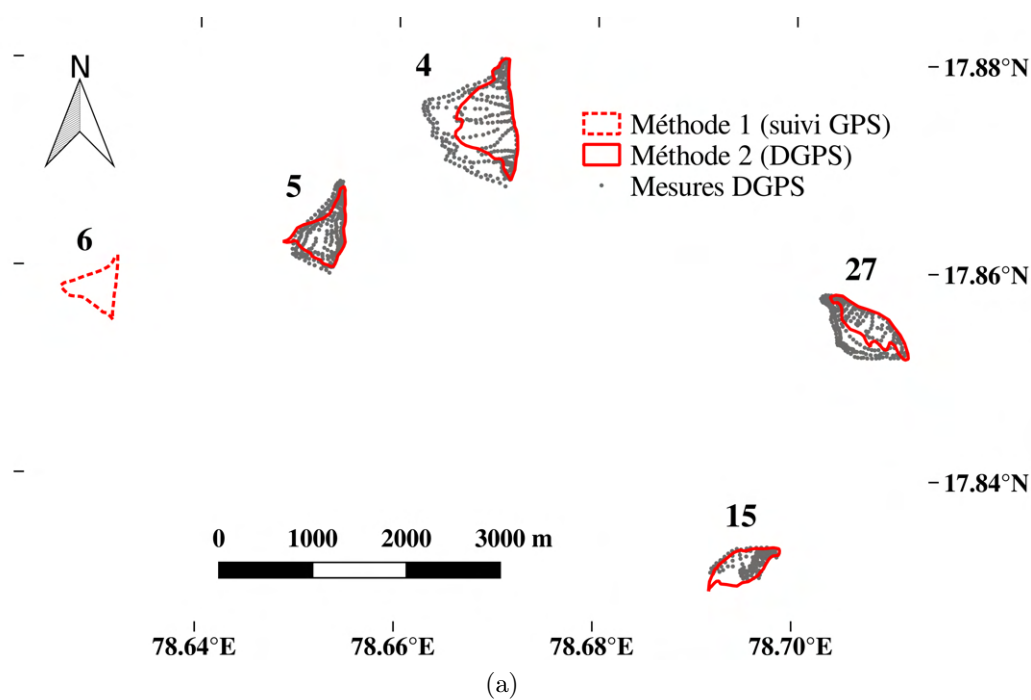 N
4
Méthode 1 (suivi GPS)
Méthode 2 (DGPS)
Mesures DGPS
5
6
27
15
17.88°N
17.86°N
17.84°N
0 1000 2000 3000 m
78.64°E 78.66°E 78.68°E 78.70°E
(a)